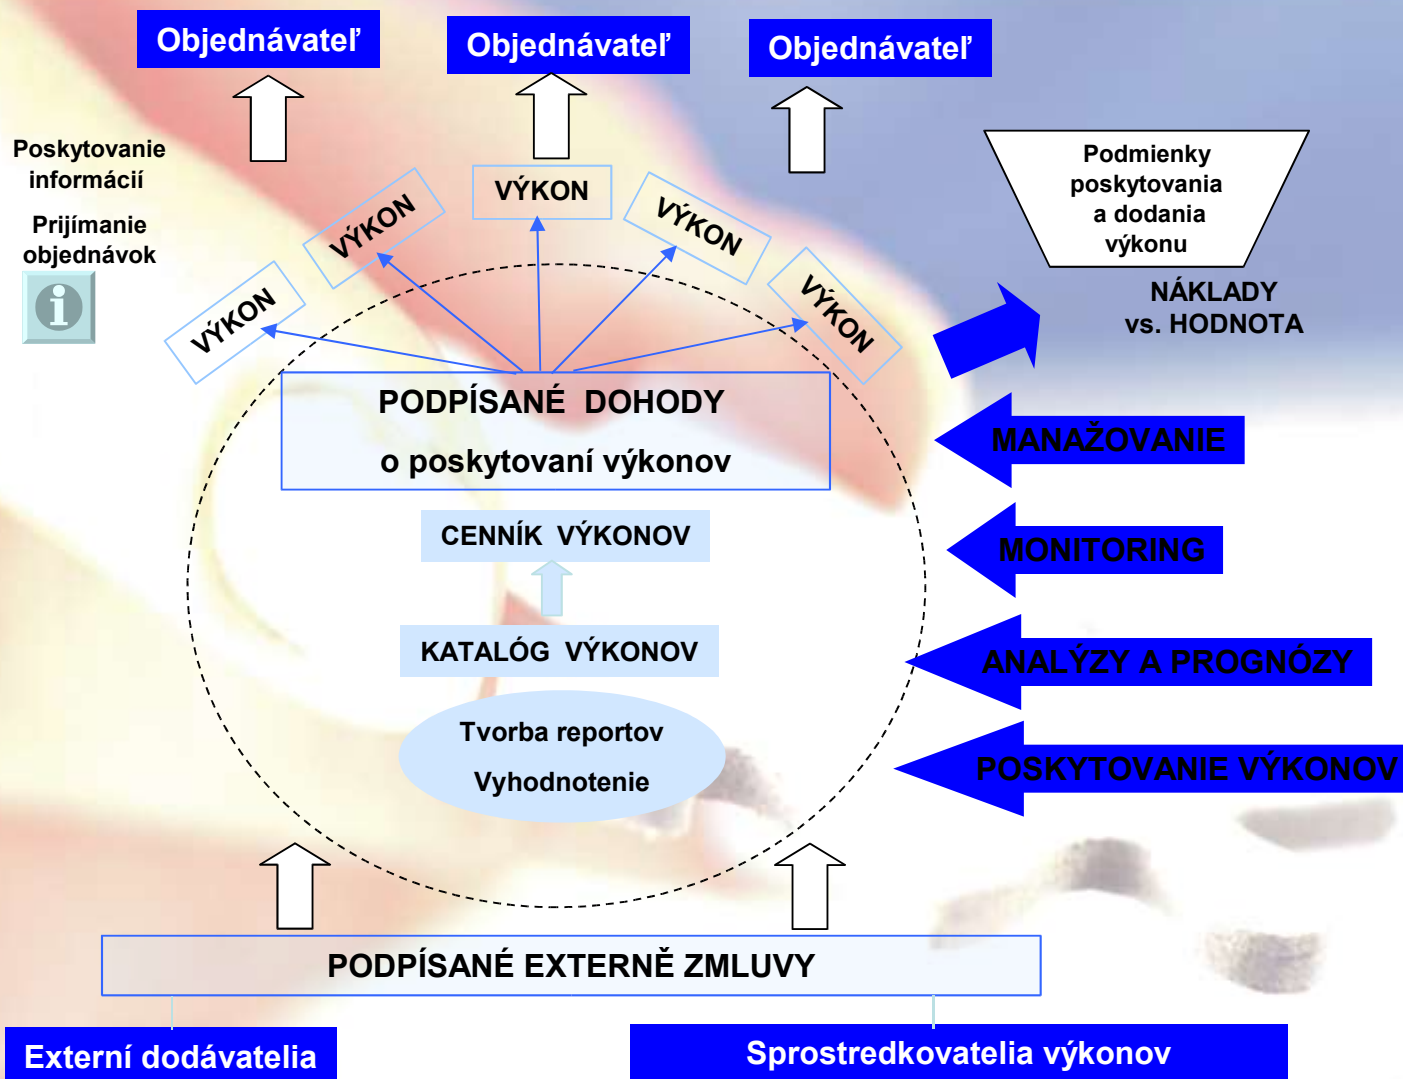 Objednávateľ
Objednávateľ
Objednávateľ
Poskytovanie
informácií
Prijímanie
objednávok
i
VÝKON
VÝKON
VÝKON
VÝKON
VÝKON
Podmienky
poskytovania
a dodania
výkonu
NÁKLADY
vs. HODNOTA
PODPÍSANÉ DOHODY
o poskytovaní výkonov
MANAŽOVANIE
CENNÍK VÝKONOV
MONITORING
KATALÓG VÝKONOV
ANALÝZY A PROGNÓZY
Tvorba reportov
Vyhodnotenie
POSKYTOVANIE VÝKONOV
PODPÍSANÉ EXTERNĚ ZMLUVY
Externí dodávatelia
Sprostredkovatelia výkonov